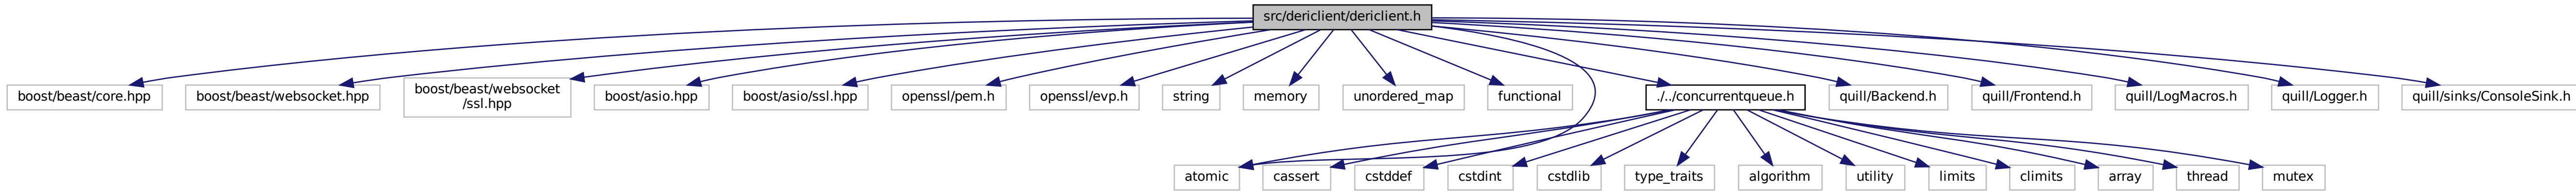 src/dericlient/dericlient.h
boost/beast/core.hpp
boost/beast/websocket.hpp
boost/beast/websocket
/ssl.hpp
boost/asio.hpp
boost/asio/ssl.hpp
openssl/pem.h
openssl/evp.h
string
memory
unordered_map
functional
./../concurrentqueue.h
quill/Backend.h
quill/Frontend.h
quill/LogMacros.h
quill/Logger.h
quill/sinks/ConsoleSink.h
atomic
cassert
cstddef
cstdint
cstdlib
type_traits
algorithm
utility
limits
climits
array
thread
mutex